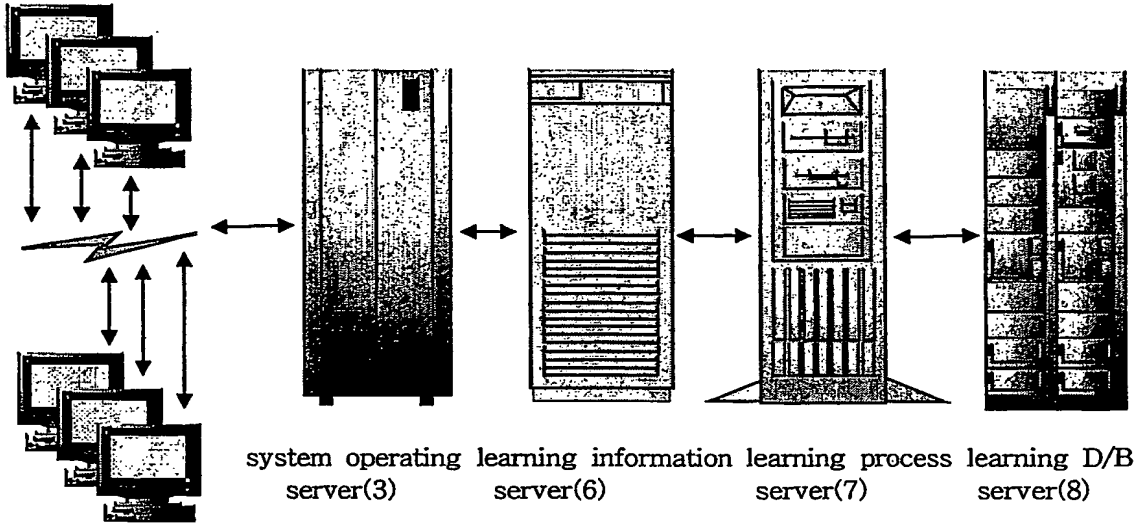 system operating learning information learning process learning D/B
server(3) server(6) server(7) server(8)